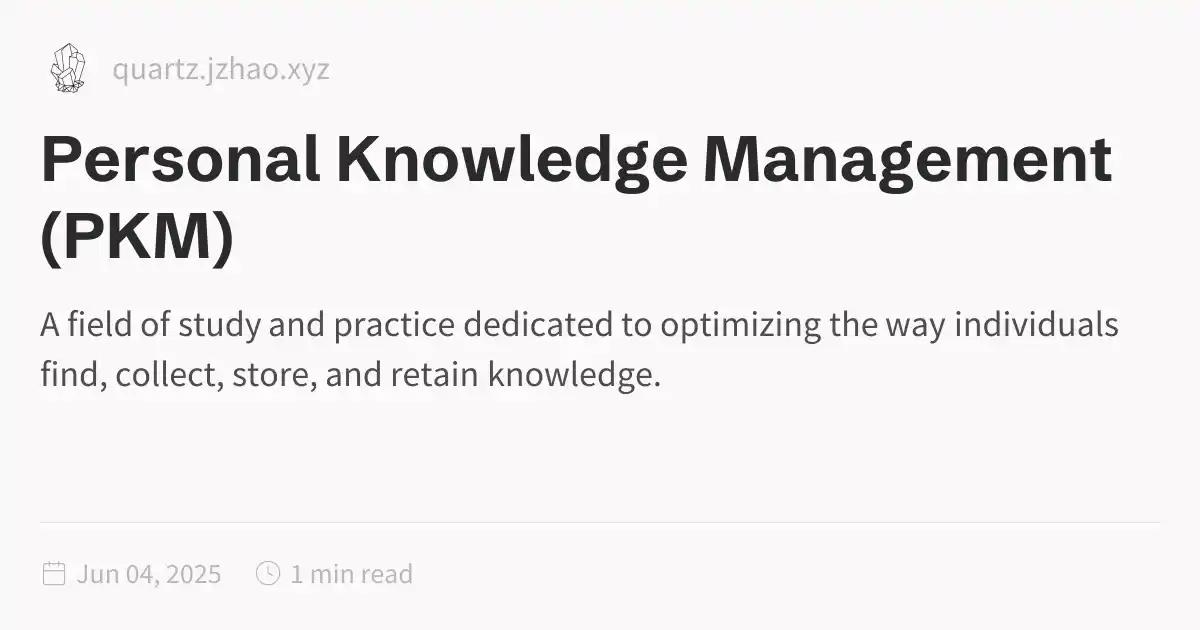 quartz.jzhao.xyz
Personal Knowledge Management
(PKM)
A field of study and practice dedicated to optimizing the way individuals
find, collect, store, and retain knowledge.
Jun 04, 2025 1 min read